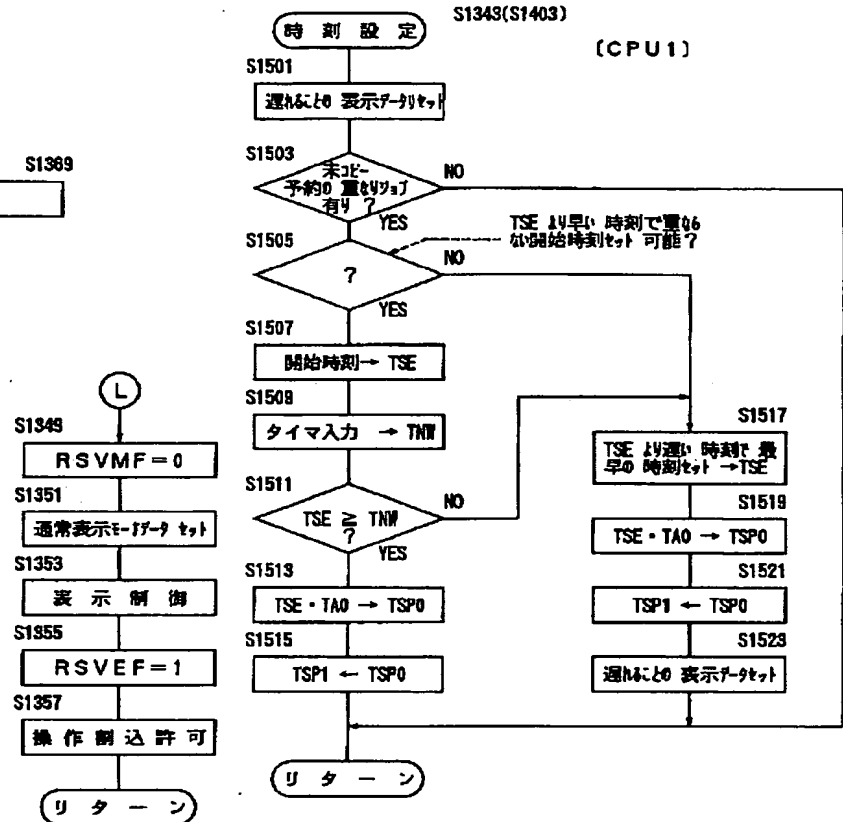 S1343(S1403)
時刻設定
〔CPU1〕
S1501
遅れることの 表示データリセット
S1369
S1503
未コピー
予約の 重なりジョブ
有り ?
NO
YES
S1505
TSE より早い 時刻で重なら
ない開始時刻セット 可能?
?
NO
YES
S1507
開始時刻→ TSE
S1509
タイマ入力 → TNW
S1511
TSE ≧ TNW
?
NO
YES
S1513
TSE・TA0 → TSP0
S1515
TSP1 ← TSP0
リターン
S1517
TSE より遅い 時刻で 最
早の 時刻セット →TSE
S1519
TSE・TA0 → TSP0
S1521
TSP1 ← TSP0
S1523
遅れることの 表示データセット
L
S1349
RSVMF=0
S1351
通常表示モードデータ セット
S1353
表示制御
S1355
RSVEF=1
S1357
操作割込許可
リターン